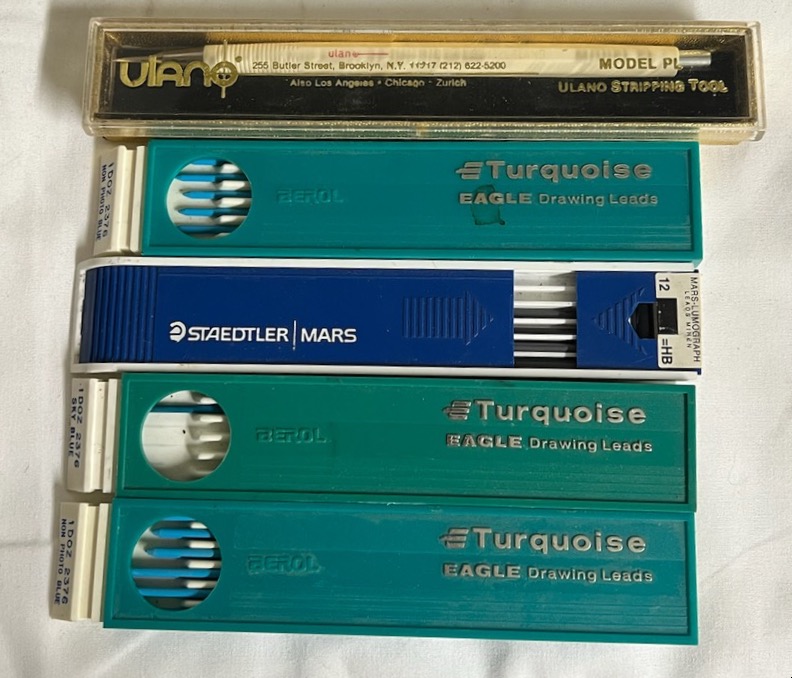 ulano
255 Butler Street, Brooklyn, N.Y. 11217 (212) 622-5200
MODEL PL
Ulano
Also Los Angeles • Chicago • Zurich
ULANO STRIPPING TOOL
1 DOZ 2376
NON PHOTO BLUE
BEROL
Turquoise
EAGLE Drawing Leads
STAEDTLER | MARS
12
=HB
MARS-LUMOGRAPH
LEADS MINEN
1 DOZ 2376
SKY BLUE
BEROL
Turquoise
EAGLE Drawing Leads
1 DOZ 2376
NON PHOTO BLUE
BEROL
Turquoise
EAGLE Drawing Leads